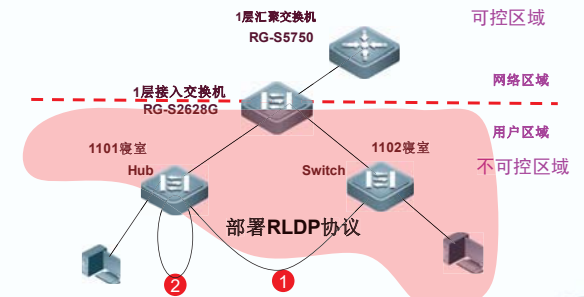 1层汇聚交换机
RG-S5750
可控区域
网络区域
1层接入交换机
RG-S2628G
用户区域
1101寝室
Hub
1102寝室
Switch
不可控区域
部署RLDP协议
2
1